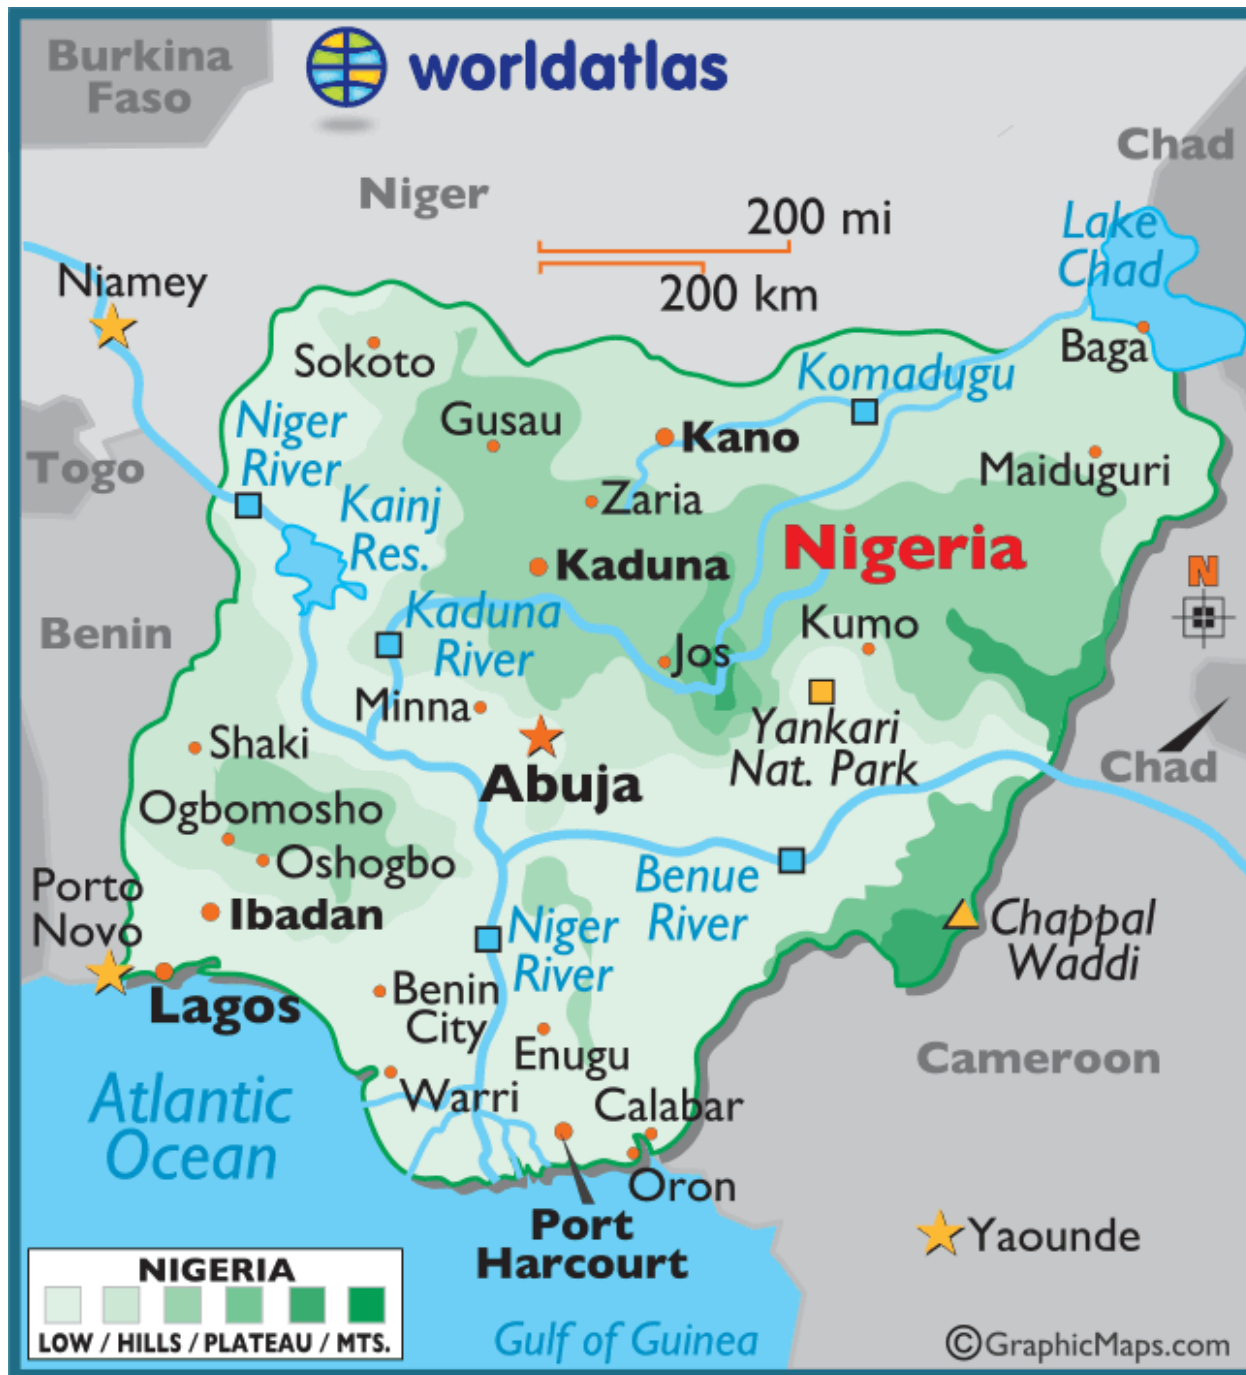 Burkina
Faso
worldatlas
Chad
Niger
200 mi
200 km
Lake
Chad
Niamey
Baga
Sokoto
Komadugu
Niger
River
Gusau
Kano
Togo
Maiduguri
Kainj
Res.
Zaria
Nigeria
Kaduna
N
Benin
Kaduna
River
Kumo
Jos
Minna
Yankari
Nat. Park
Shaki
Abuja
Chad
Ogbomosho
Oshogbo
Porto
Novo
Benue
River
Ibadan
Niger
River
Chappal
Waddi
Lagos
Benin
City
Enugu
Cameroon
Warri
Calabar
Atlantic
Ocean
Oron
Port
Harcourt
Yaounde
NIGERIA
LOW / HILLS / PLATEAU / MTS.
Gulf of Guinea
©GraphicMaps.com